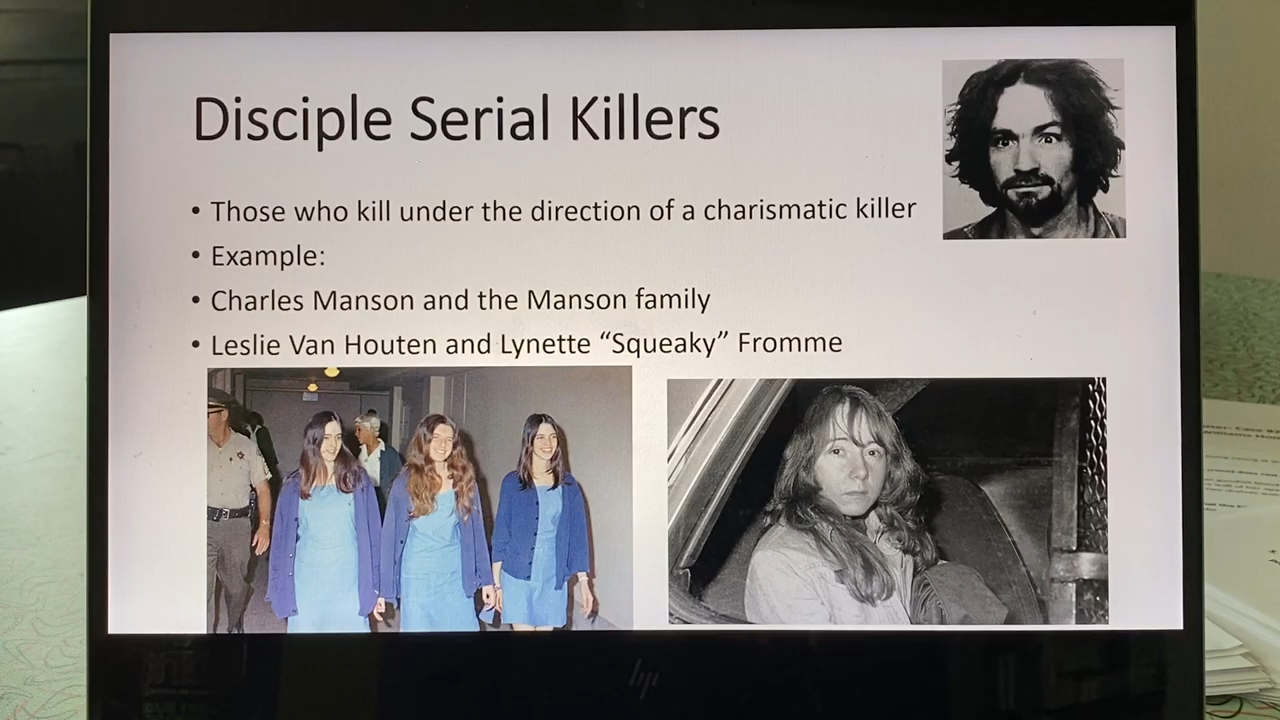 Disciple Serial Killers
• Those who kill under the direction of a charismatic killer
• Example:
• Charles Manson and the Manson family
• Leslie Van Houten and Lynette “Squeaky” Fromme
hp